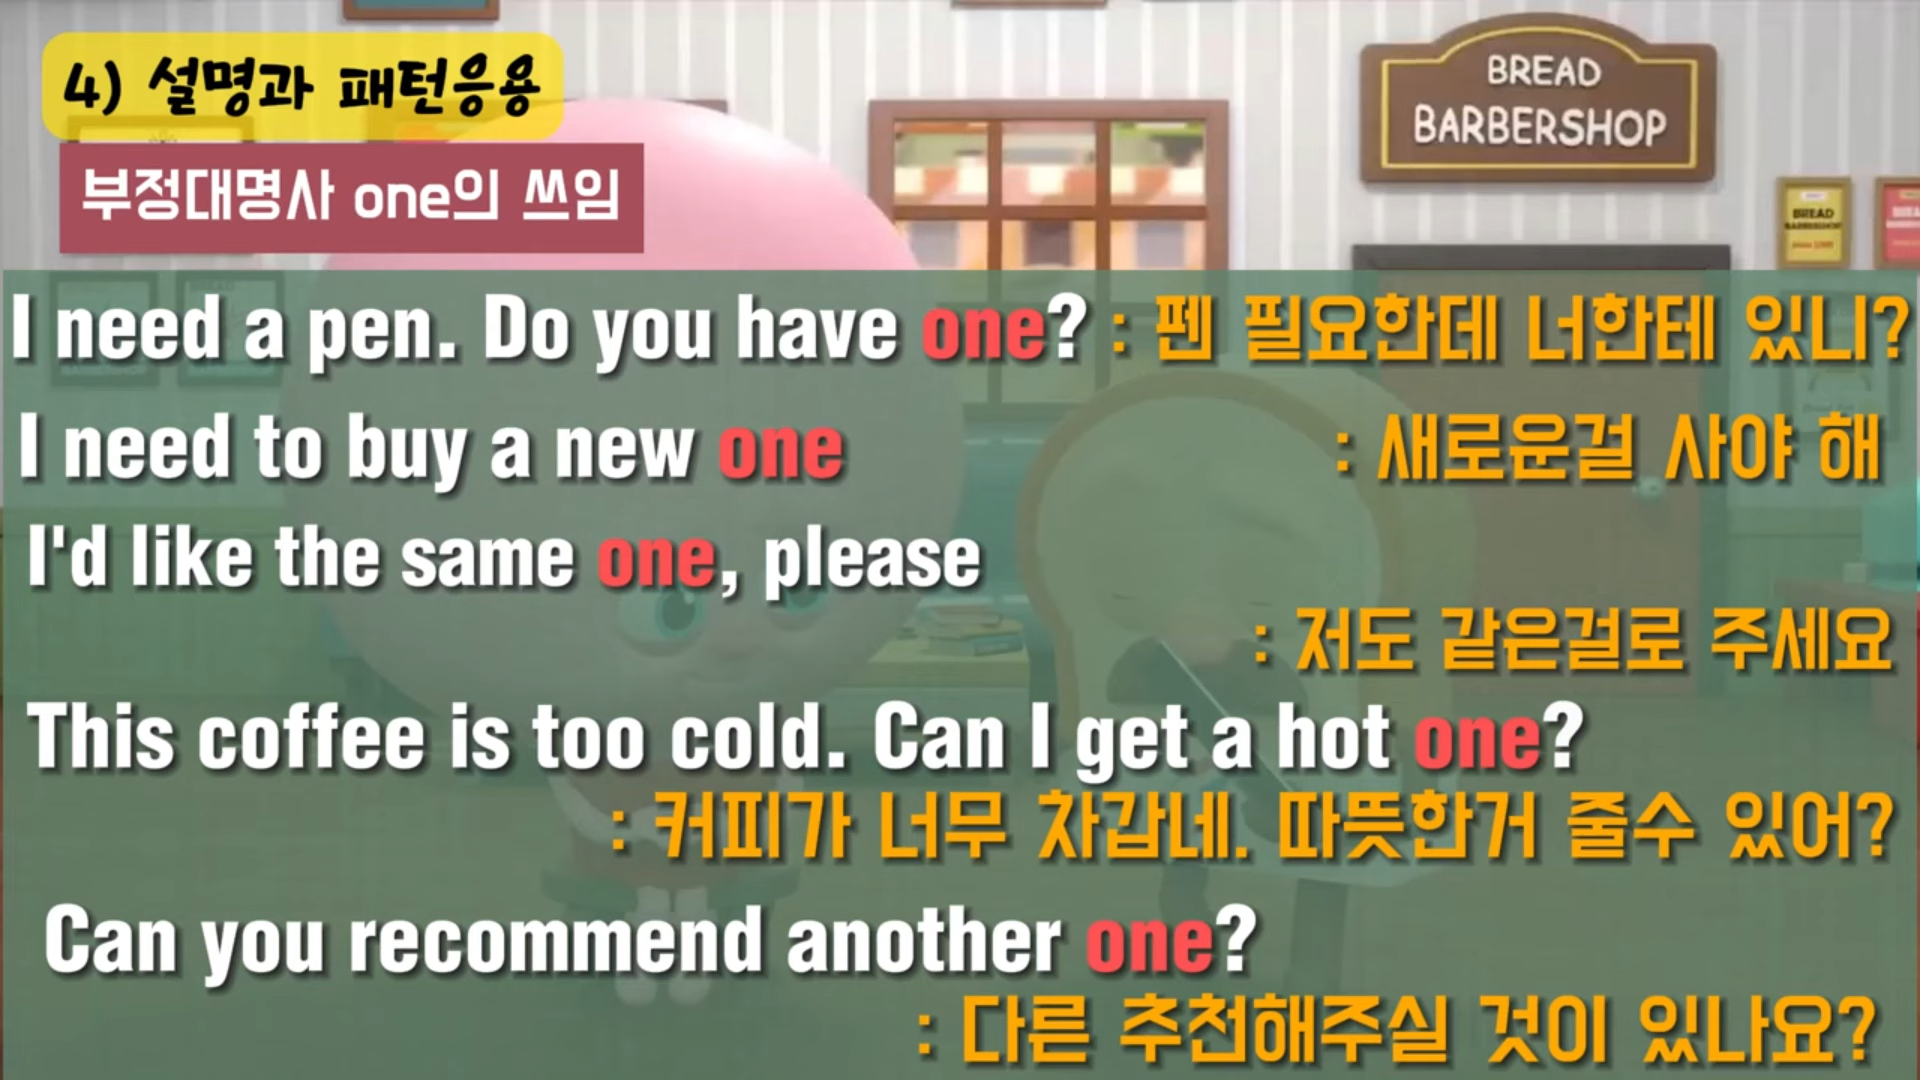 4) 설명과 패턴응용
부정대명사 one의 쓰임
BREAD
BARBERSHOP
BREAD
I need a pen. Do you have one? : 펜 필요한데 너한테 있니?
I need to buy a new one : 새로운걸 사야 해
I'd like the same one, please
: 저도 같은걸로 주세요
This coffee is too cold. Can I get a hot one?
: 커피가 너무 차갑네. 따뜻한거 줄수 있어?
Can you recommend another one?
: 다른 추천해주실 것이 있나요?